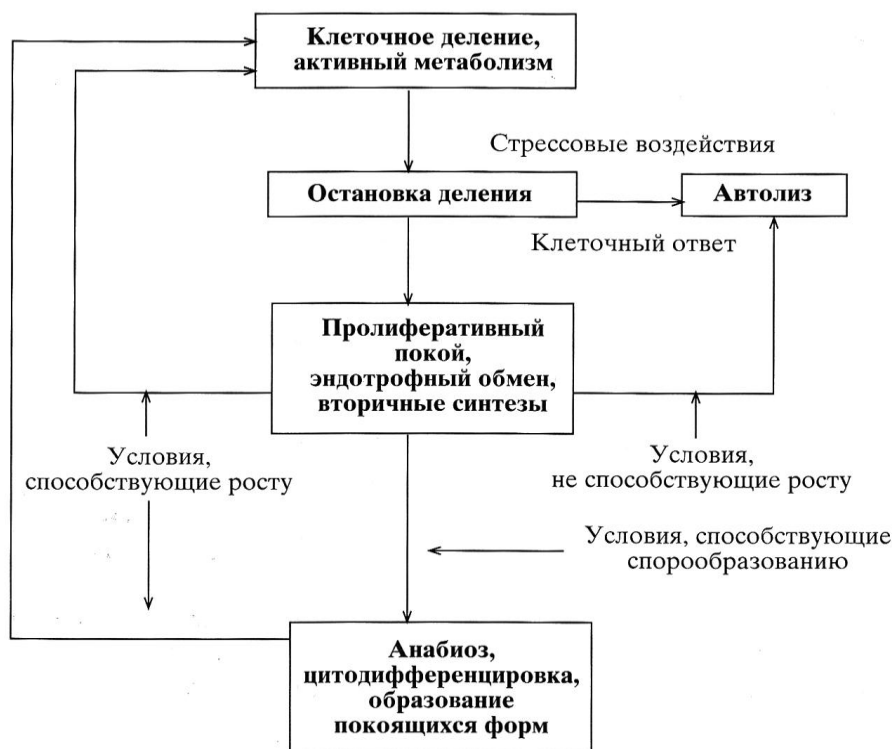 Клеточное деление,
активный метаболизм
Стрессовые воздействия
Остановка деления
Автолиз
Клеточный ответ
Пролиферативный
покой,
эндотрофный обмен,
вторичные синтезы
Условия,
способствующие росту
Условия,
не способствующие росту
Условия, способствующие
спорообразованию
Анабиоз,
цитодифференцировка,
образование
покоящихся форм